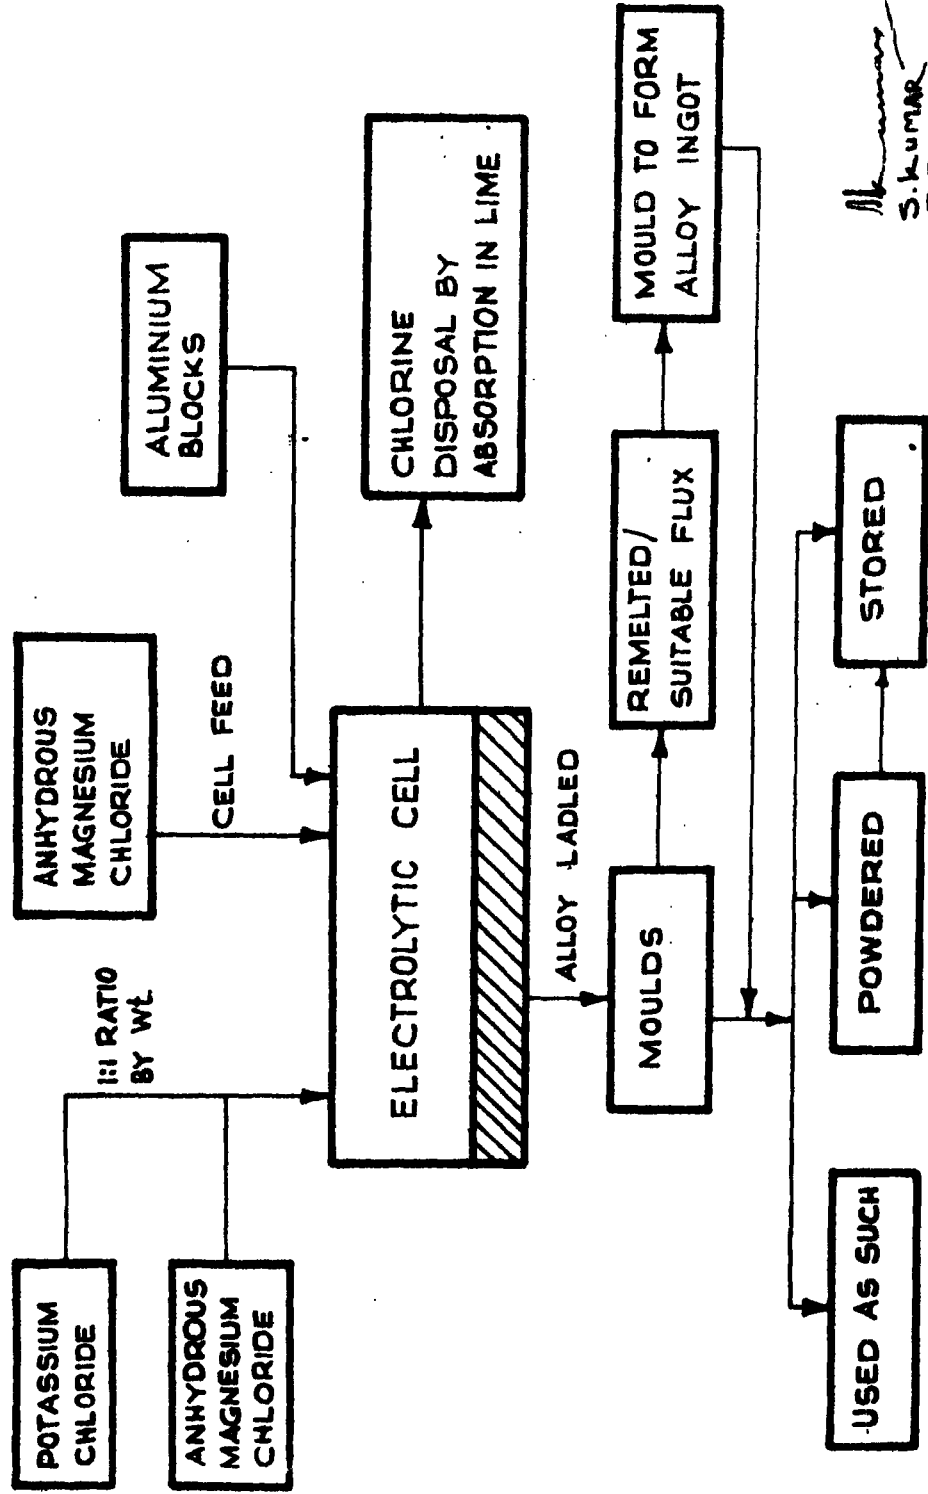 POTASSIUM
CHLORIDE
ANHYDROUS
MAGNESIUM
CHLORIDE
1:1 RATIO
BY Wt.
ANHYDROUS
MAGNESIUM
CHLORIDE
CELL FEED
ALUMINIUM
BLOCKS
ELECTROLYTIC CELL
CHLORINE
DISPOSAL BY
ABSORPTION IN LIME
ALLOY LADLED
MOULDS
REMELTED/
SUITABLE FLUX
MOULD TO FORM
ALLOY INGOT
USED AS SUCH
POWDERED
STORED
S. KUMAR